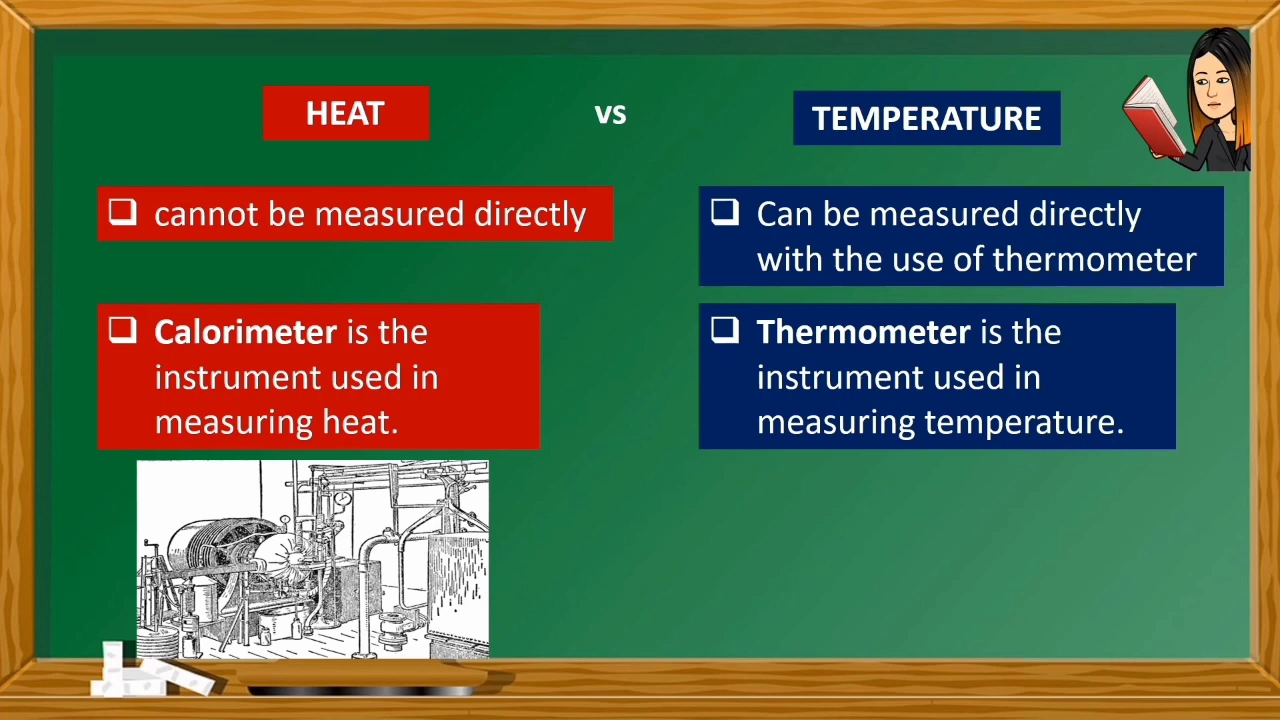 HEAT
vs
TEMPERATURE
cannot be measured directly
Can be measured directly
with the use of thermometer
Calorimeter is the
instrument used in
measuring heat.
Thermometer is the
instrument used in
measuring temperature.